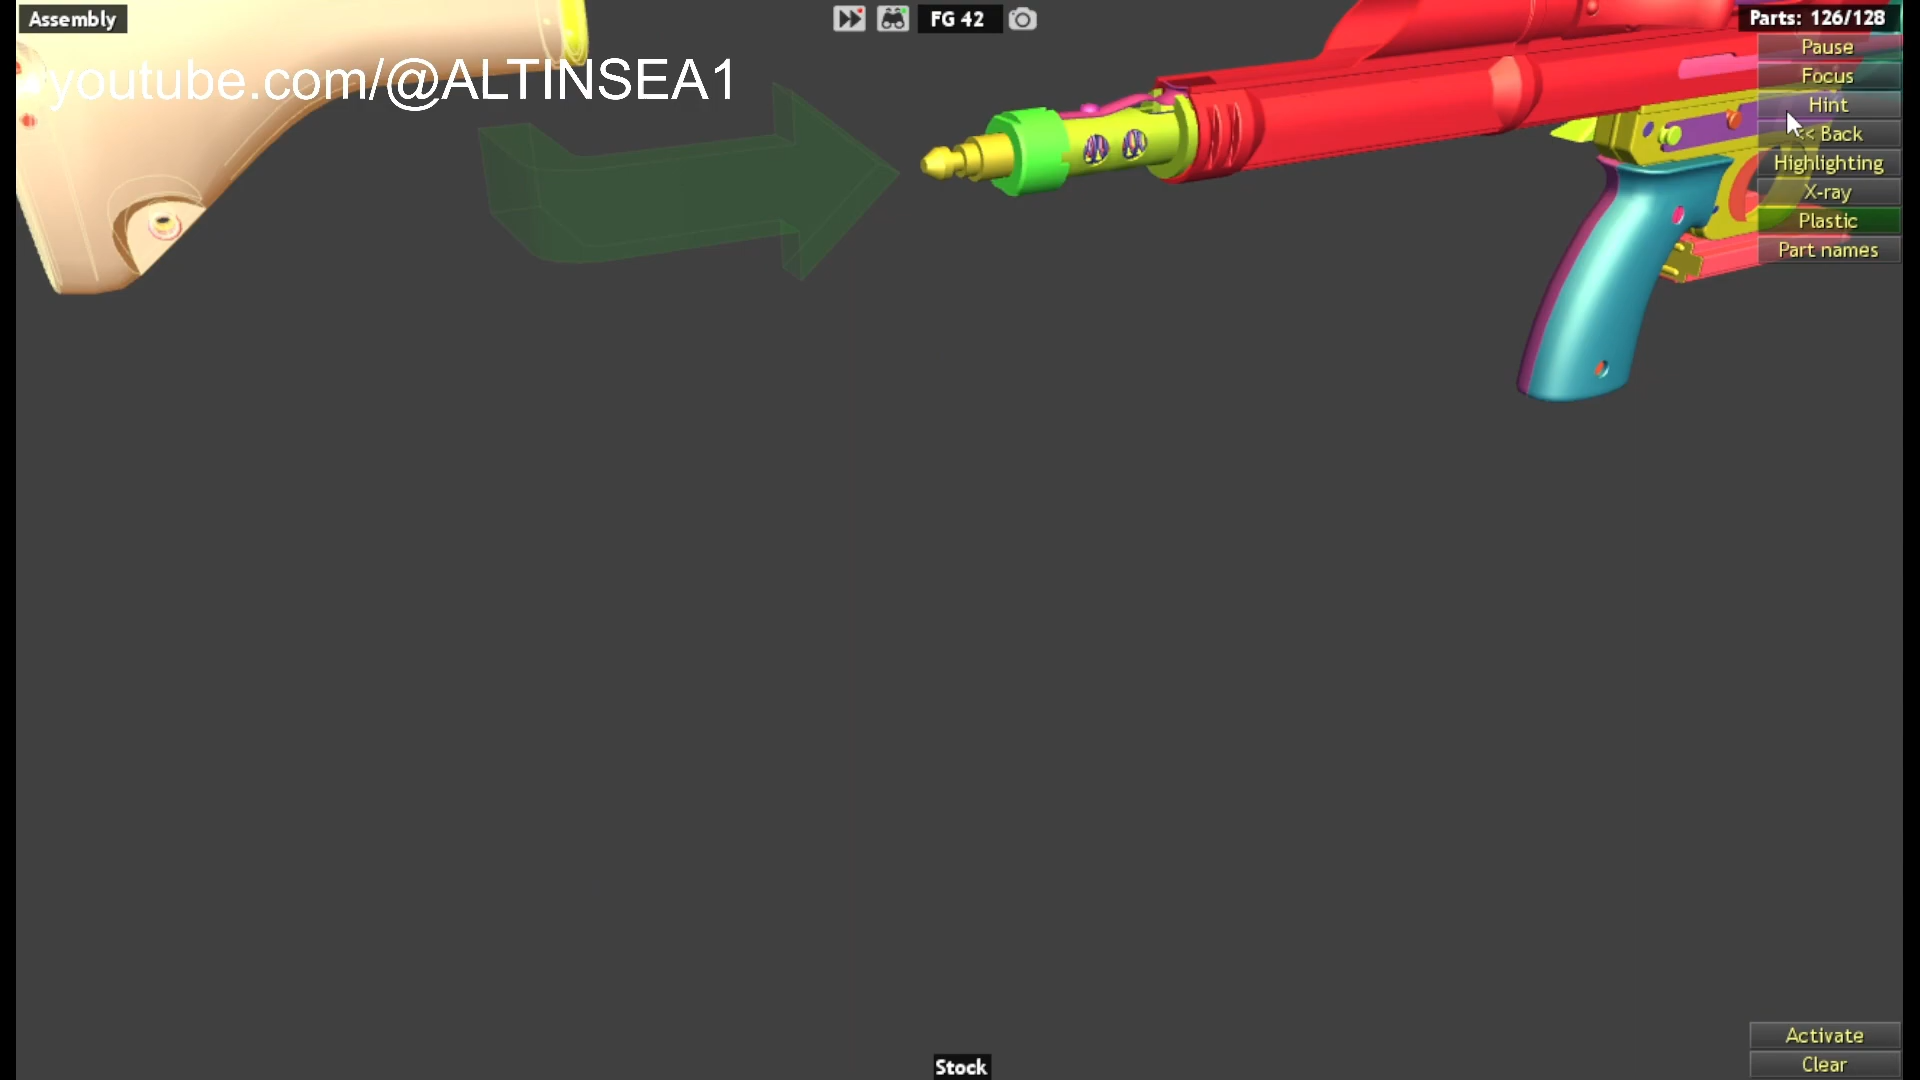 Assembly
FG 42
Parts: 126/128
youtube.com/@ALTINSEA1
Pause
Focus
Hint
<< Back
Highlighting
X-ray
Plastic
Part names
Activate
Clear
Stock